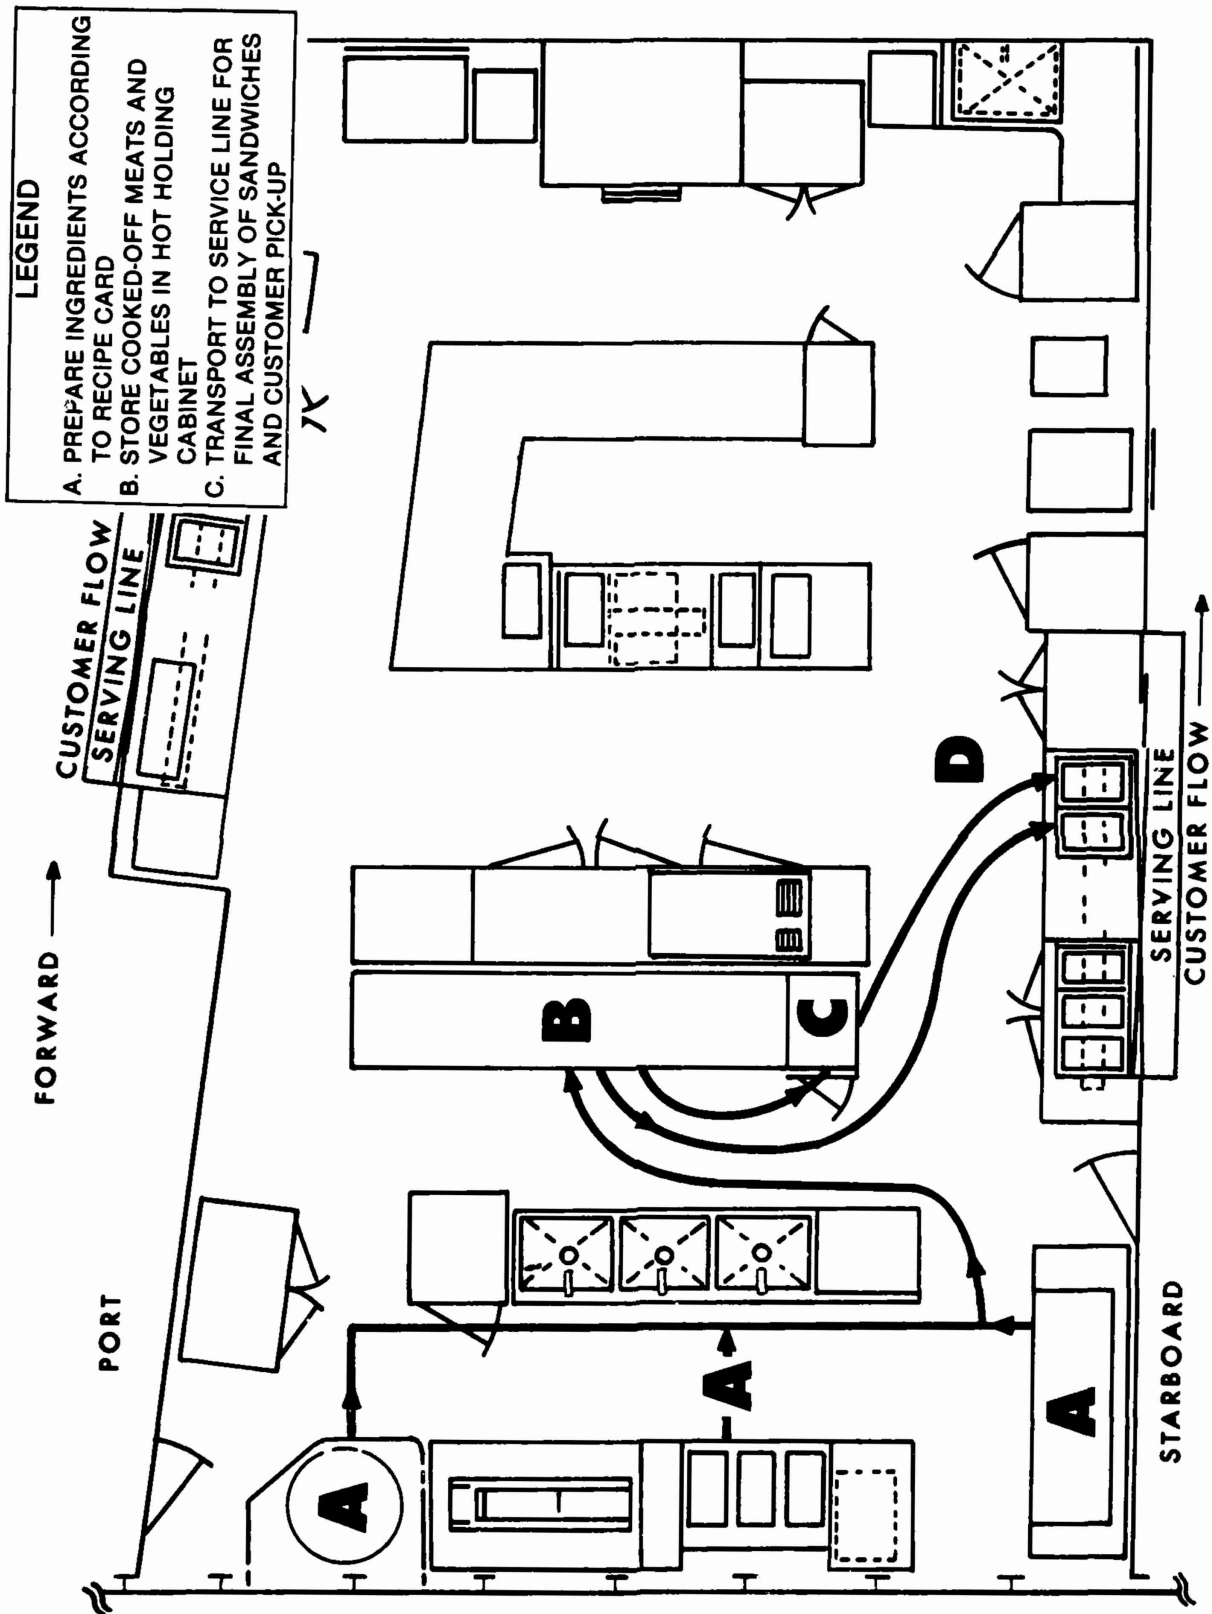 LEGEND
A. PREPARE INGREDIENTS ACCORDING
TO RECIPE CARD
B. STORE COOKED-OFF MEATS AND
VEGETABLES IN HOT HOLDING
CABINET
C. TRANSPORT TO SERVICE LINE FOR
FINAL ASSEMBLY OF SANDWICHES
AND CUSTOMER PICK-UP
CUSTOMER FLOW
SERVING LINE
FORWARD
PORT
A
A
A
B
C
D
SERVING LINE
CUSTOMER FLOW
STARBOARD